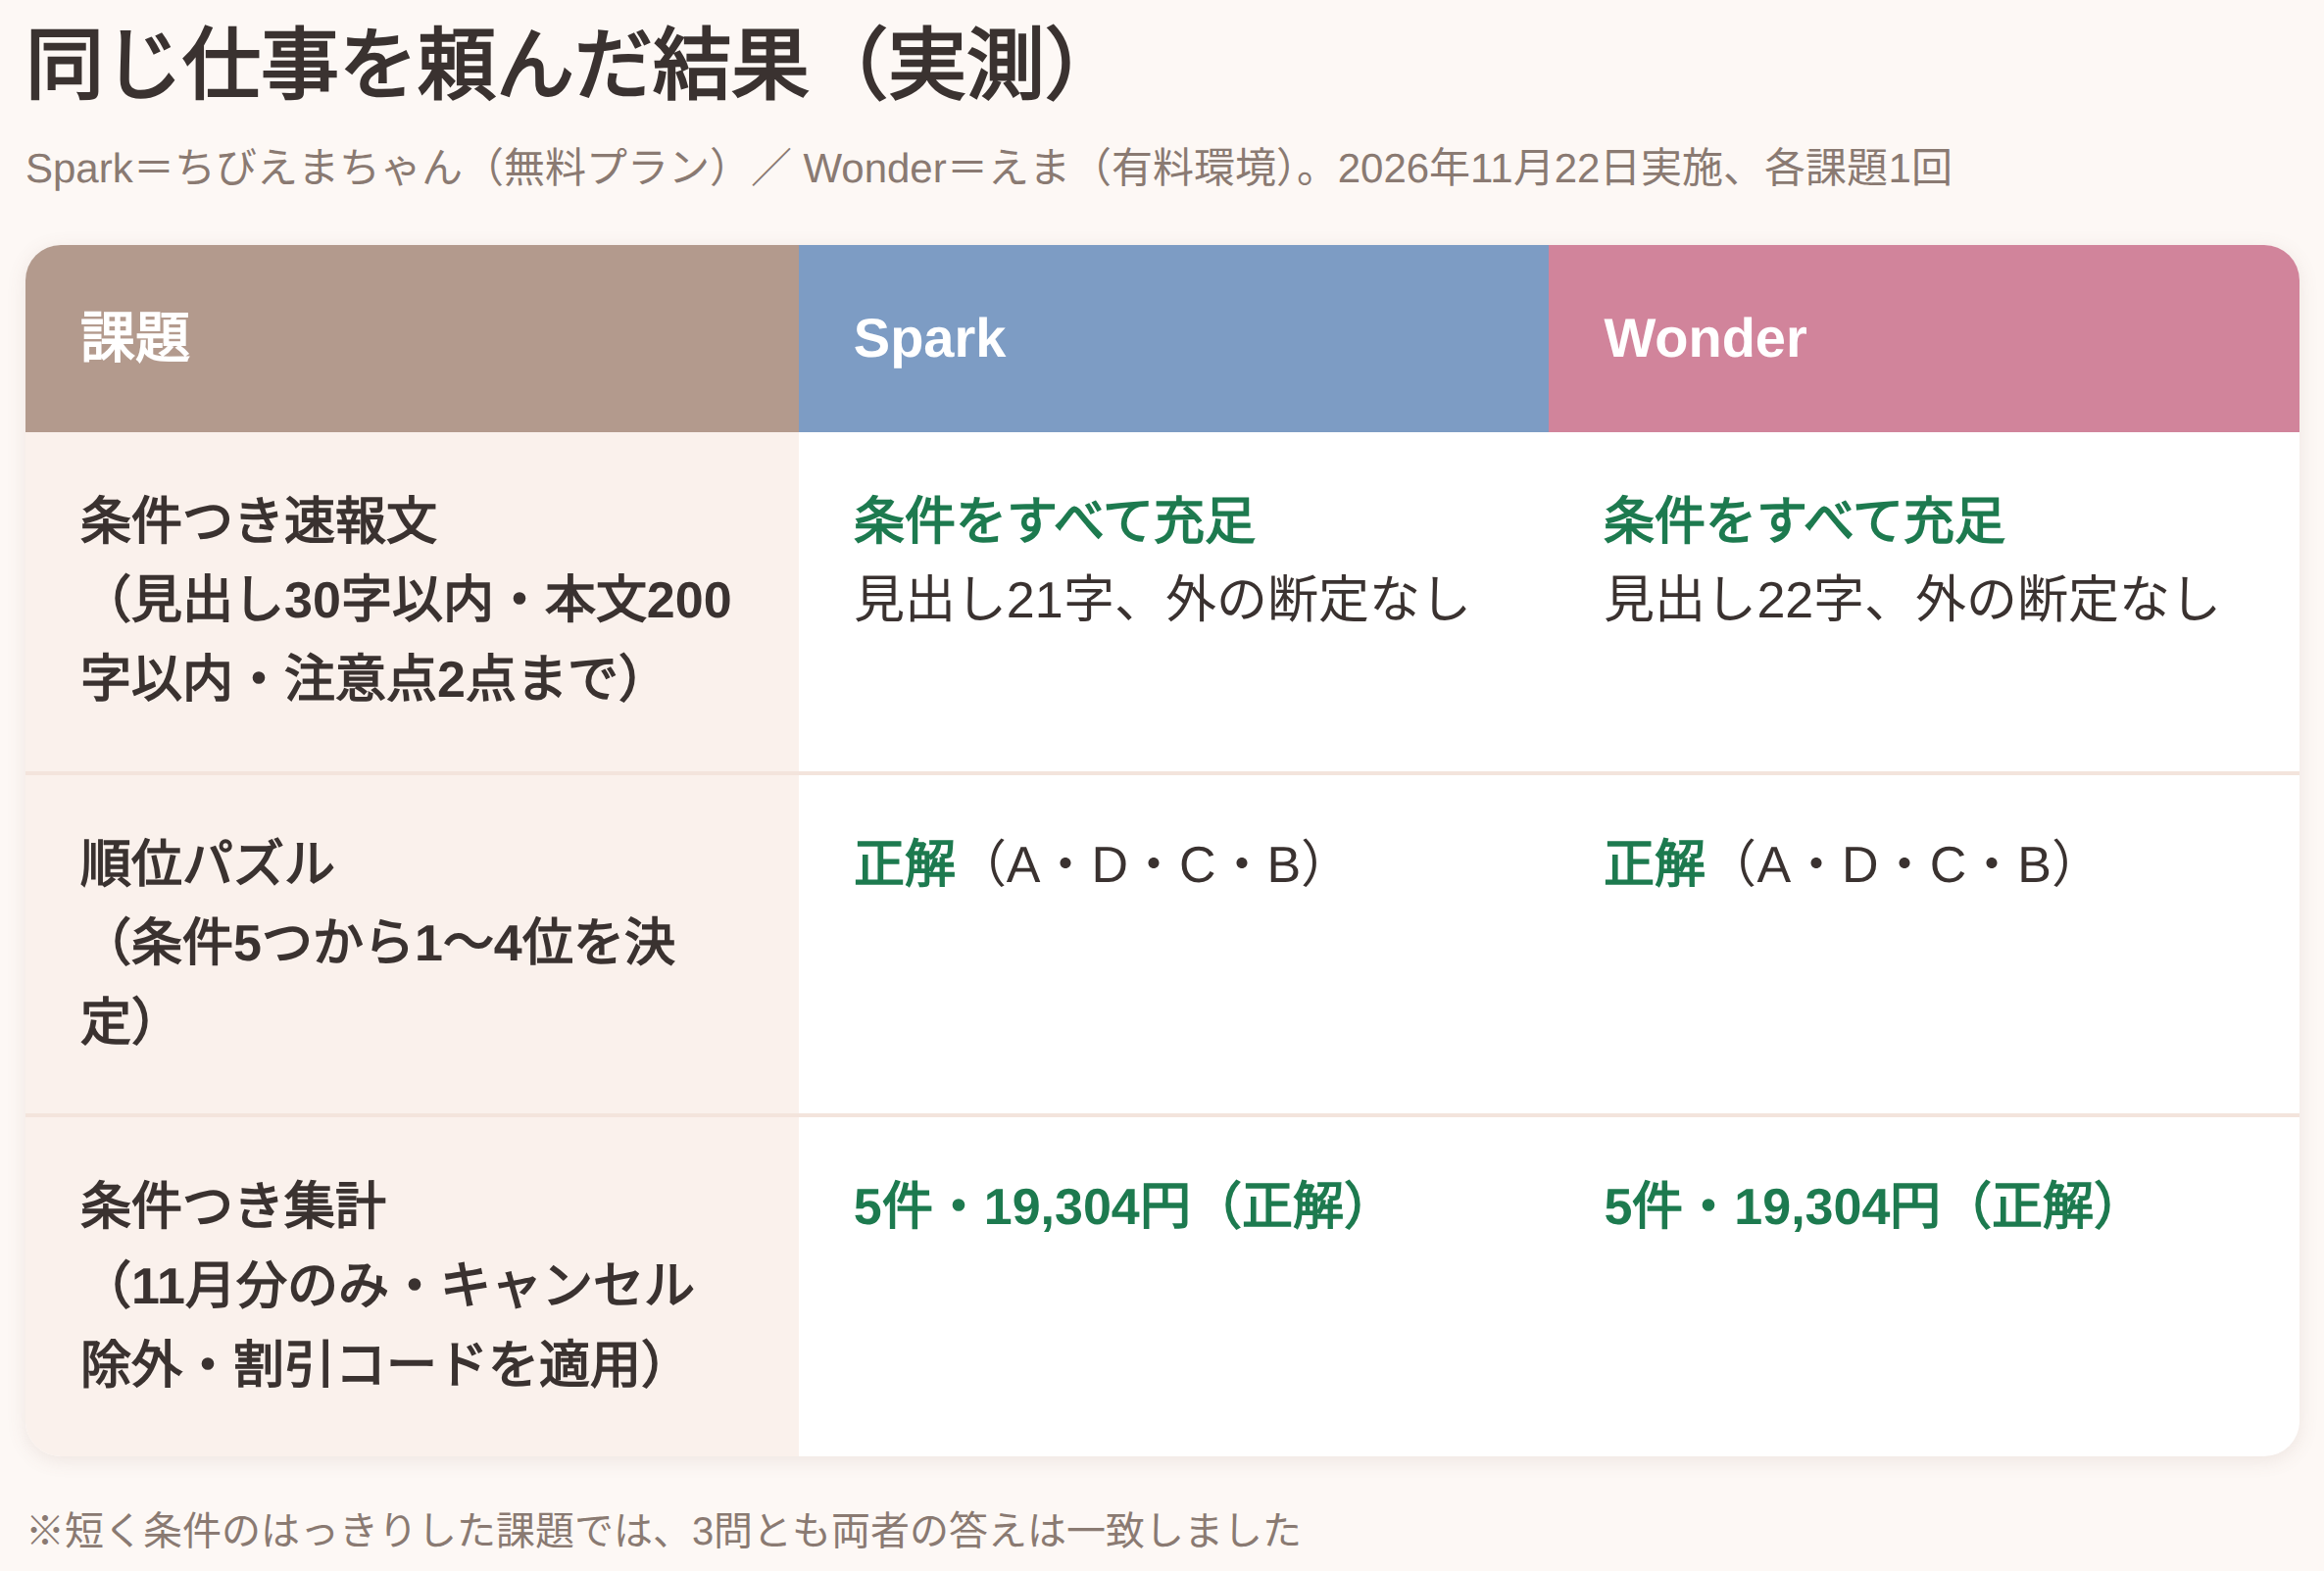 同じ仕事を頼んだ結果（実測）
Spark＝ちびえまちゃん（無料プラン）／ Wonder＝えま（有料環境）。2026年11月22日実施、各課題1回
課題
Spark
Wonder
条件つき速報文
（見出し30字以内・本文200
字以内・注意点2点まで）
条件をすべて充足
見出し21字、外の断定なし
条件をすべて充足
見出し22字、外の断定なし
順位パズル
（条件5つから1〜4位を決
定）
正解（A・D・C・B）
正解（A・D・C・B）
条件つき集計
（11月分のみ・キャンセル
除外・割引コードを適用）
5件・19,304円（正解）
5件・19,304円（正解）
※短く条件のはっきりした課題では、3問とも両者の答えは一致しました